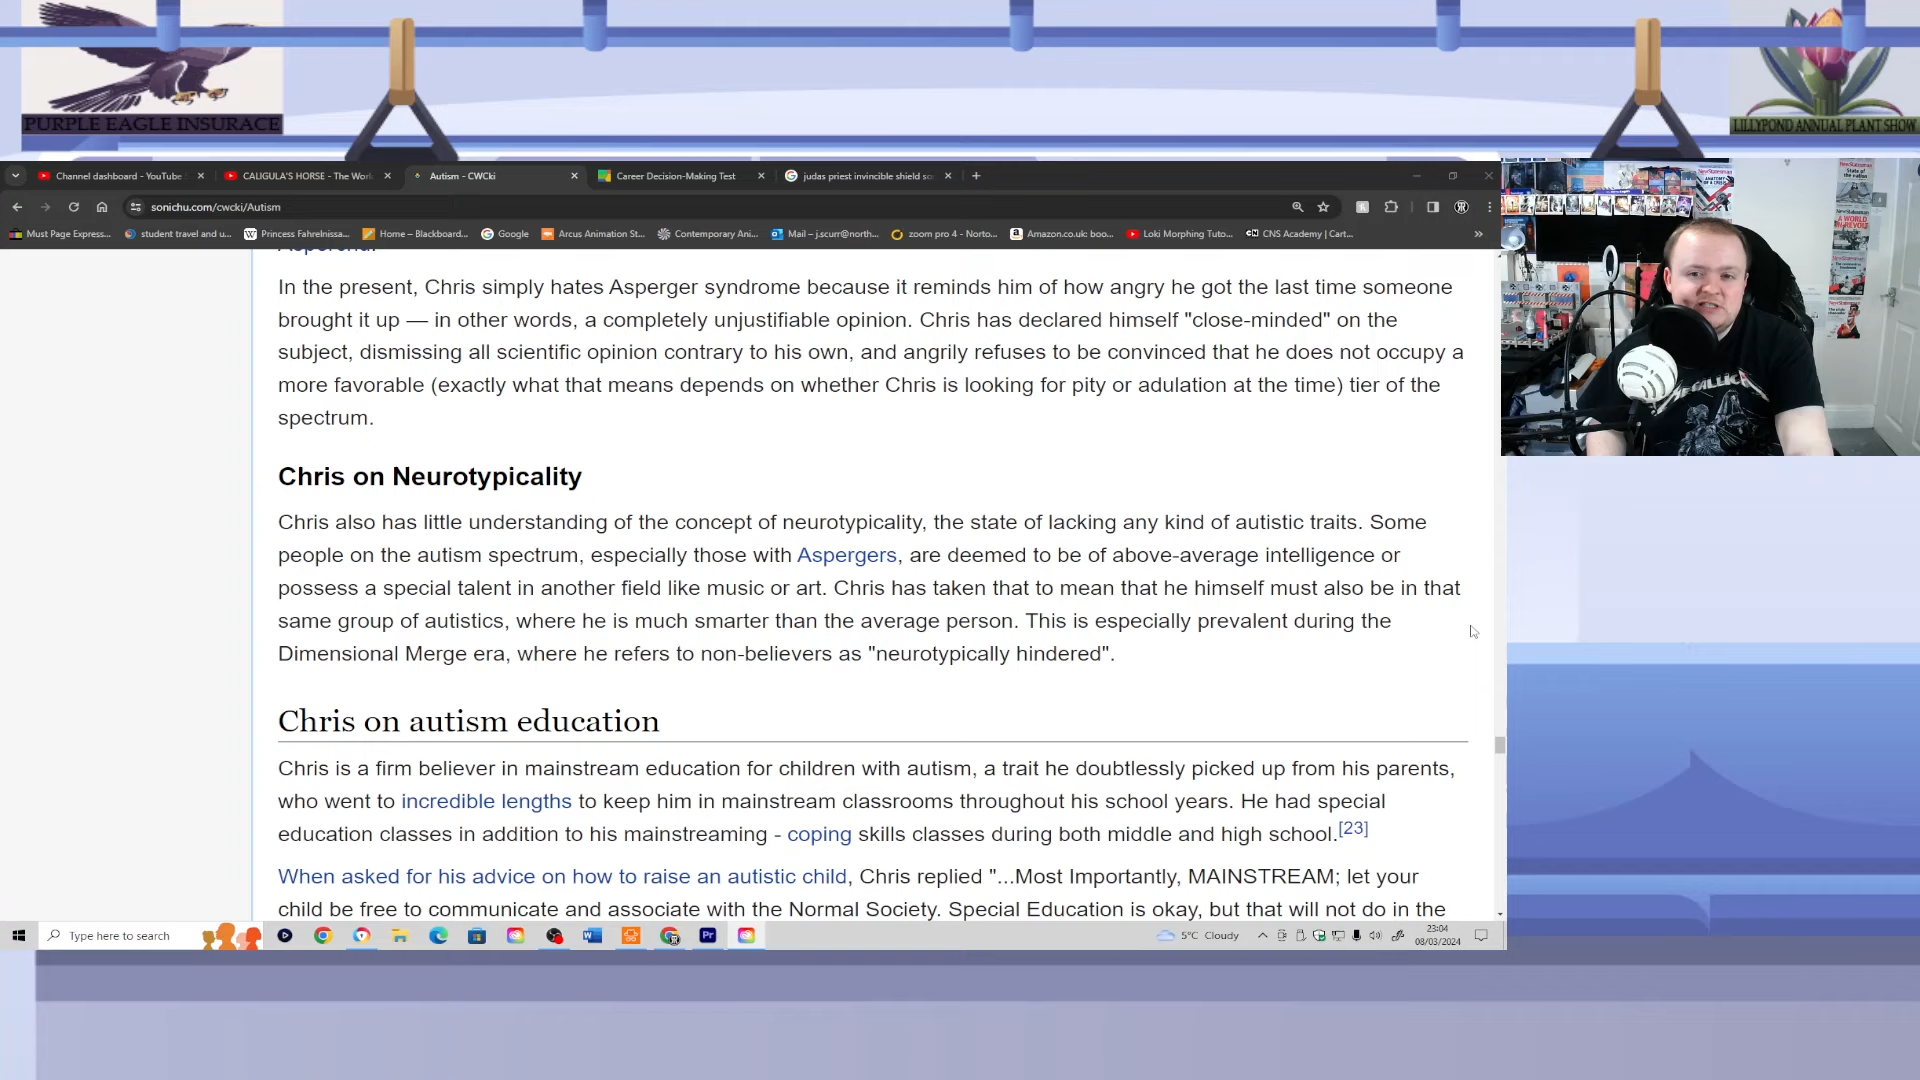 PURPLE EAGLE INSURACE
LILLYPOND ANNUAL PLANT SHOW
Channel dashboard - YouTube
CALIGULA'S HORSE - The Worl
Autism - CWCki
Career Decision-Making Test
judas priest invincible shield so
sonichu.com/cwcki/Autism
Must Page Express...
student travel and u...
Princess Fahrelnissa...
Home – Blackboard...
Google
Arcus Animation St...
Contemporary Ani...
Mail – j.scurr@north...
zoom pro 4 - Norto...
Amazon.co.uk: boo...
Loki Morphing Tuto...
CNS Academy | Cart...
In the present, Chris simply hates Asperger syndrome because it reminds him of how angry he got the last time someone
brought it up — in other words, a completely unjustifiable opinion. Chris has declared himself "close-minded" on the
subject, dismissing all scientific opinion contrary to his own, and angrily refuses to be convinced that he does not occupy a
more favorable (exactly what that means depends on whether Chris is looking for pity or adulation at the time) tier of the
spectrum.
Chris on Neurotypicality
Chris also has little understanding of the concept of neurotypicality, the state of lacking any kind of autistic traits. Some
people on the autism spectrum, especially those with Aspergers, are deemed to be of above-average intelligence or
possess a special talent in another field like music or art. Chris has taken that to mean that he himself must also be in that
same group of autistics, where he is much smarter than the average person. This is especially prevalent during the
Dimensional Merge era, where he refers to non-believers as "neurotypically hindered".
Chris on autism education
Chris is a firm believer in mainstream education for children with autism, a trait he doubtlessly picked up from his parents,
who went to incredible lengths to keep him in mainstream classrooms throughout his school years. He had special
education classes in addition to his mainstreaming - coping skills classes during both middle and high school.[23]
When asked for his advice on how to raise an autistic child, Chris replied "...Most Importantly, MAINSTREAM; let your
child be free to communicate and associate with the Normal Society. Special Education is okay, but that will not do in the
Type here to search
5°C Cloudy
23:04
08/03/2024
NewStatesman
A WORLD
IN REVOLT
METALLICA